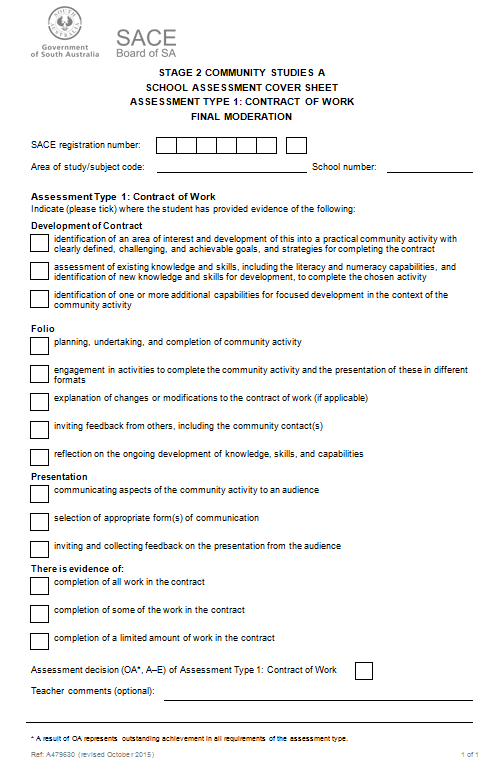 Government
of South Australia
SACE
Board of SA
STAGE 2 COMMUNITY STUDIES A
SCHOOL ASSESSMENT COVER SHEET
ASSESSMENT TYPE 1: CONTRACT OF WORK
FINAL MODERATION
SACE registration number:
Area of study/subject code: School number:
Assessment Type 1: Contract of Work
Indicate (please tick) where the student has provided evidence of the following:
Development of Contract
identification of an area of interest and development of this into a practical community activity with
clearly defined, challenging, and achievable goals, and strategies for completing the contract
assessment of existing knowledge and skills, including the literacy and numeracy capabilities, and
identification of new knowledge and skills for development, to complete the chosen activity
identification of one or more additional capabilities for focused development in the context of the
community activity
Folio
planning, undertaking, and completion of community activity
engagement in activities to complete the community activity and the presentation of these in different
formats
explanation of changes or modifications to the contract of work (if applicable)
inviting feedback from others, including the community contact(s)
reflection on the ongoing development of knowledge, skills, and capabilities
Presentation
communicating aspects of the community activity to an audience
selection of appropriate form(s) of communication
inviting and collecting feedback on the presentation from the audience
There is evidence of:
completion of all work in the contract
completion of some of the work in the contract
completion of a limited amount of work in the contract
Assessment decision (OA*, A–E) of Assessment Type 1: Contract of Work
Teacher comments (optional):
* A result of OA represents outstanding achievement in all requirements of the assessment type.
Ref: A479630 (revised October 2015) 1 of 1